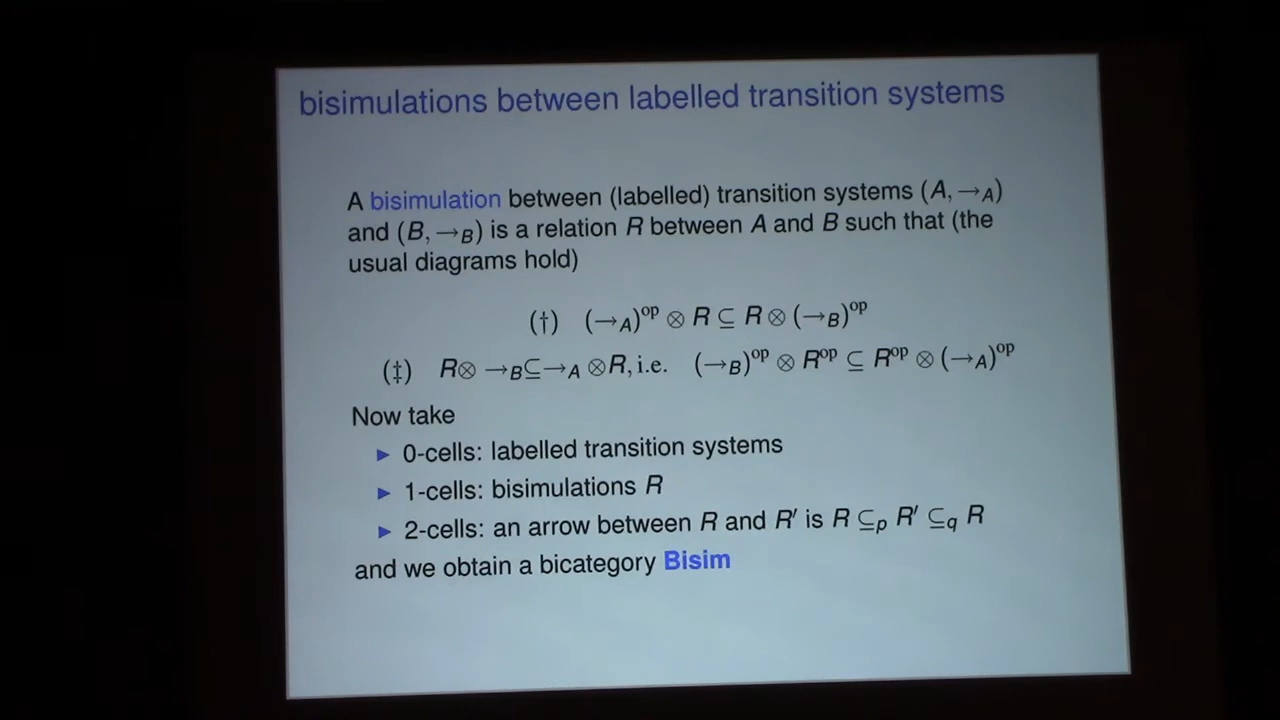 bisimulations between labelled transition systems
A bisimulation between (labelled) transition systems (A, →_A)
and (B, →_B) is a relation R between A and B such that (the
usual diagrams hold)
(†) (→_A)^op ⊗ R ⊆ R ⊗ (→_B)^op
(‡) R⊗ →_B⊆→_A ⊗R, i.e. (→_B)^op ⊗ R^op ⊆ R^op ⊗ (→_A)^op
Now take
▶ 0-cells: labelled transition systems
▶ 1-cells: bisimulations R
▶ 2-cells: an arrow between R and R′ is R ⊆_p R′ ⊆_q R
and we obtain a bicategory Bisim